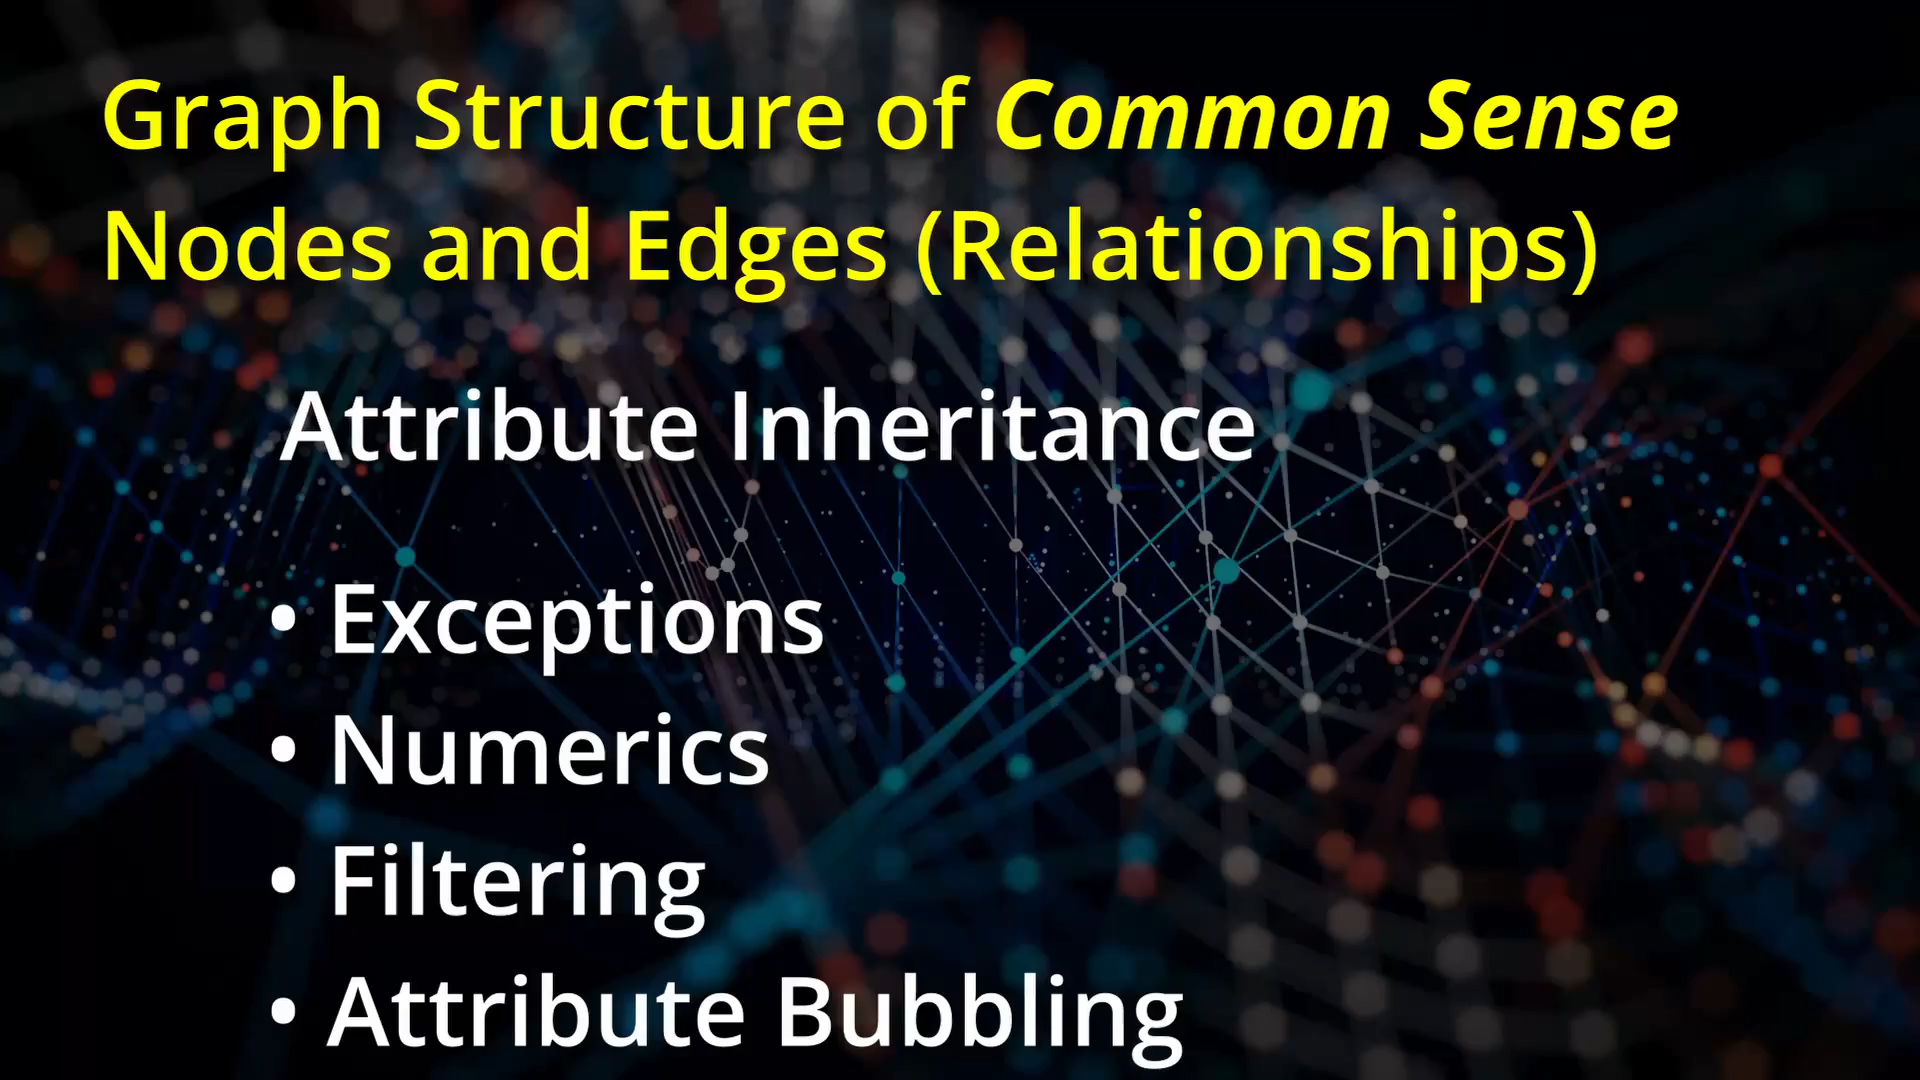 Graph Structure of Common Sense
Nodes and Edges (Relationships)
Attribute Inheritance
• Exceptions
• Numerics
• Filtering
• Attribute Bubbling